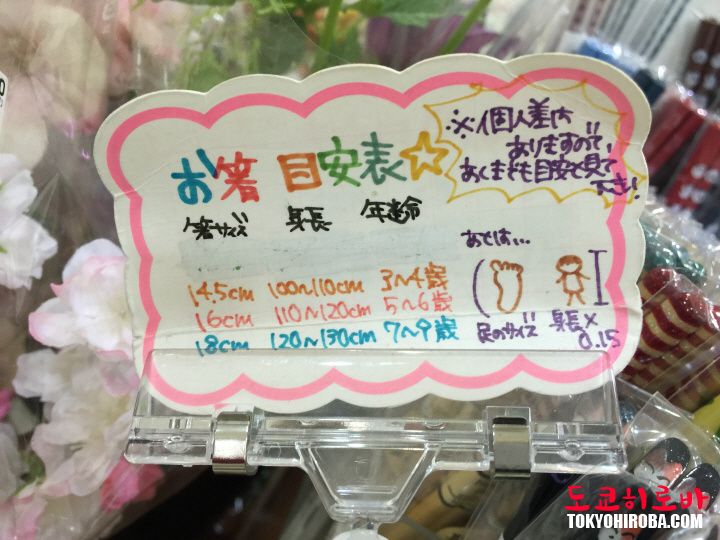 お箸 目安表☆
※個人差が
ありますので、
あくまでも目安で見て
下さい!
箸サイズ 身長 年齢
14.5cm 100~110cm 3~4歳
16cm 110~120cm 5~6歳
18cm 120~130cm 7~9歳
あとは...
足のサイズ
身長×
0.15
도쿄히로바
TOKYOHIROBA.COM